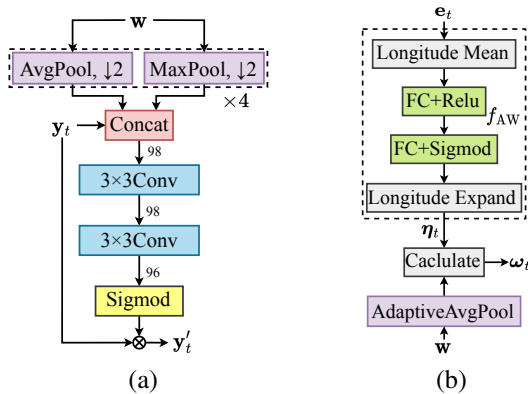 w
AvgPool, ↓2
MaxPool, ↓2
×4
y_t
Concat
98
3×3Conv
98
3×3Conv
96
Sigmod
⊗
y'_t
(a)
e_t
Longitude Mean
FC+Relu
f_AW
FC+Sigmod
Longitude Expand
η_t
Caclulate
ω_t
AdaptiveAvgPool
w
(b)